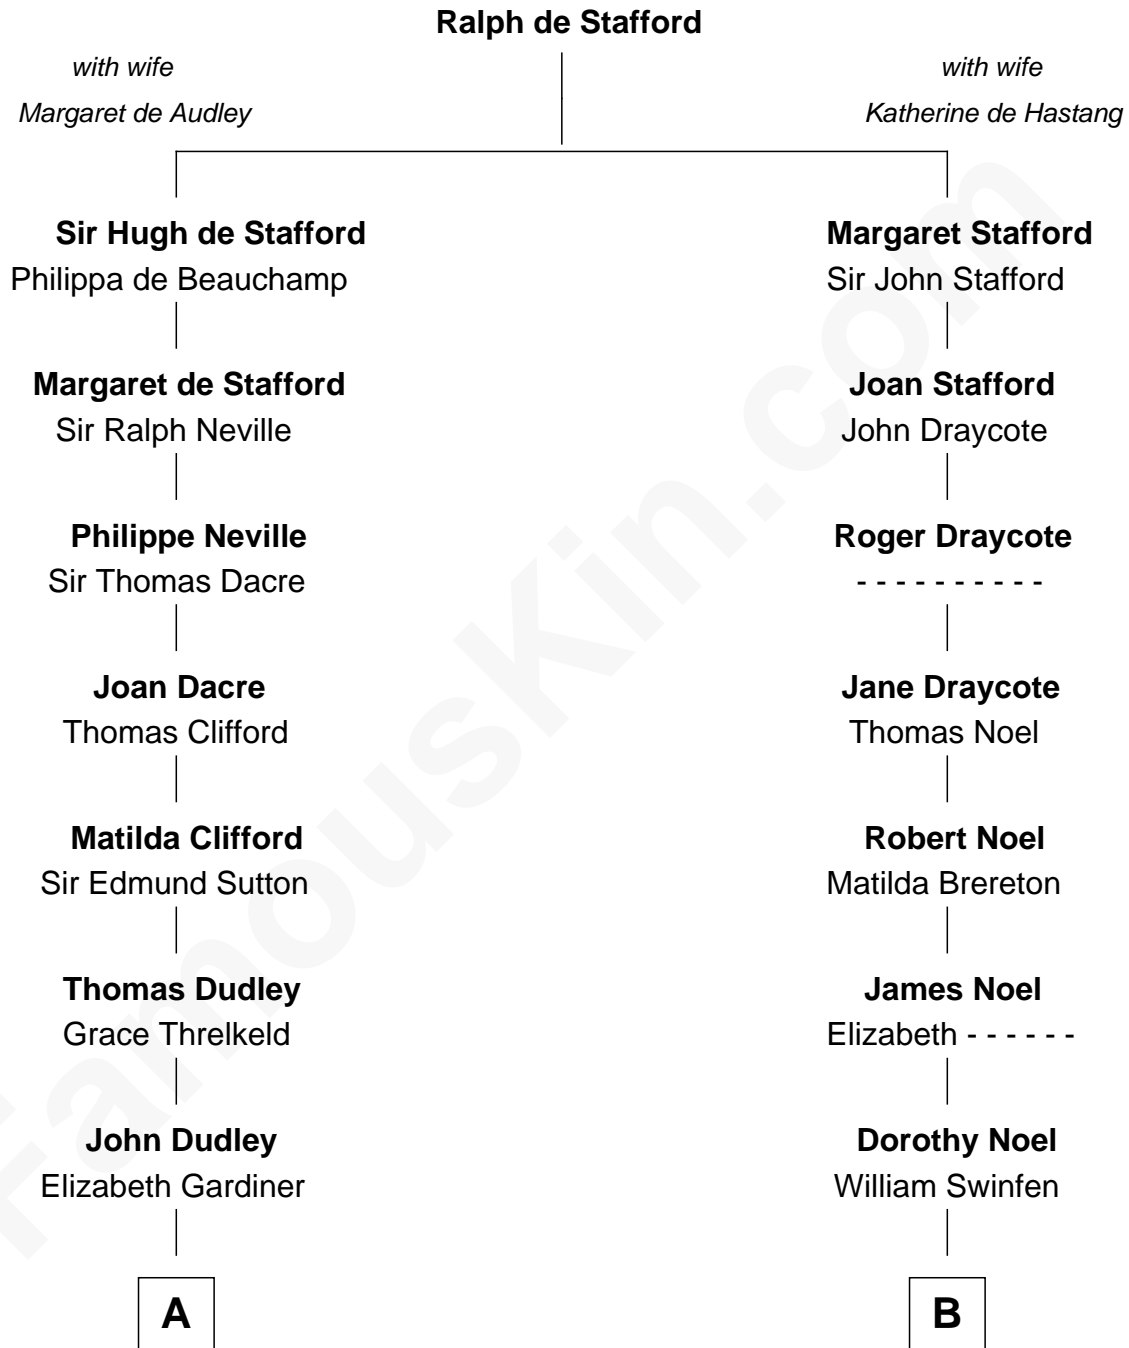 Ralph de Stafford
with wife
Margaret de Audley
with wife
Katherine de Hastang
Sir Hugh de Stafford
Philippa de Beauchamp
Margaret Stafford
Sir John Stafford
Margaret de Stafford
Sir Ralph Neville
Joan Stafford
John Draycote
Philippe Neville
Sir Thomas Dacre
Roger Draycote
- - - - - - - - - -
Joan Dacre
Thomas Clifford
Jane Draycote
Thomas Noel
Matilda Clifford
Sir Edmund Sutton
Robert Noel
Matilda Brereton
Thomas Dudley
Grace Threlkeld
James Noel
Elizabeth - - - - - -
John Dudley
Elizabeth Gardiner
Dorothy Noel
William Swinfen
A
B
FamousKin.com